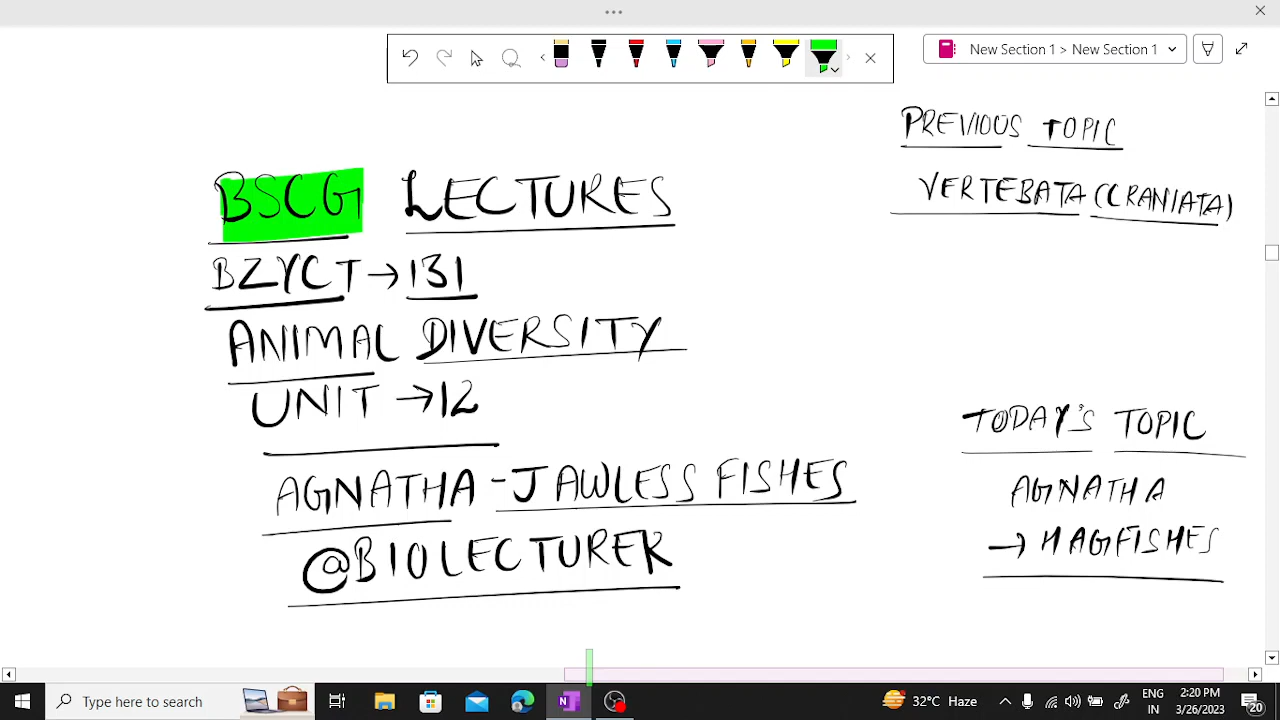 New Section 1 > New Section 1
PREVIOUS TOPIC
VERTEBATA (CRANIATA)
BSCG LECTURES
BZYCT → 131
ANIMAL DIVERSITY
UNIT → 12
AGNATHA - JAWLESS FISHES
@BIOLECTURER
TODAY'S TOPIC
AGNATHA
→ HAGFISHES
Type here to search
32°C Haze
ENG
IN
2:20 PM
3/26/2023
20